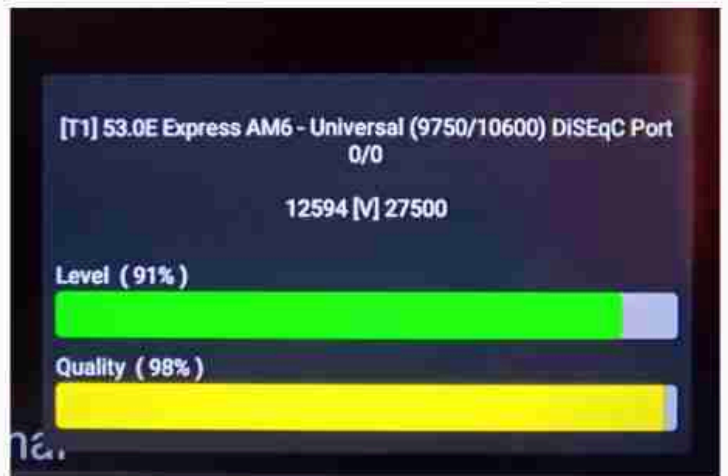 [T1] 53.0E Express AM6 - Universal (9750/10600) DiSEqC Port
0/0
12594 [V] 27500
Level ( 91% )
Quality ( 98% )